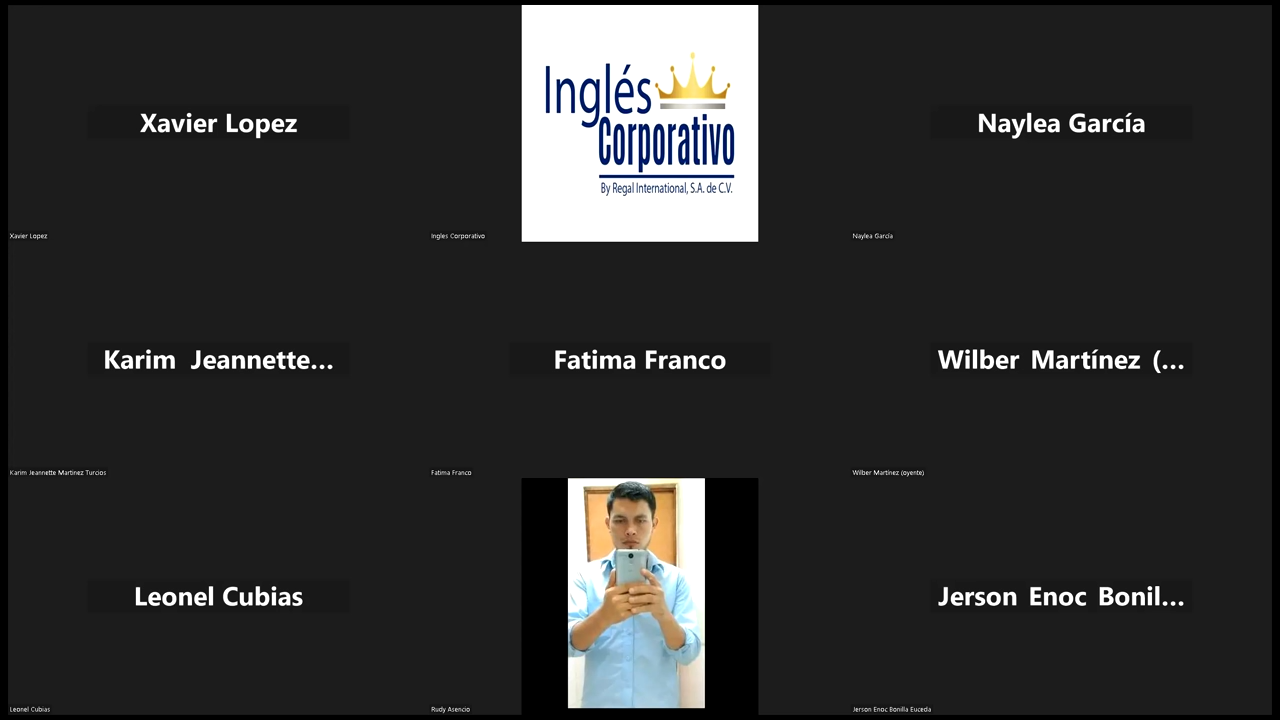 Xavier Lopez
Inglés
Corporativo
By Regal International, S.A. de C.V.
Naylea García
Xavier Lopez
Ingles Corporativo
Naylea García
Karim Jeannette...
Fatima Franco
Wilber Martínez (...
Karim Jeannette Martinez Turcios
Fatima Franco
Wilber Martínez (oyente)
Leonel Cubias
Jerson Enoc Bonil...
Leonel Cubias
Rudy Asencio
Jerson Enoc Bonilla Euceda